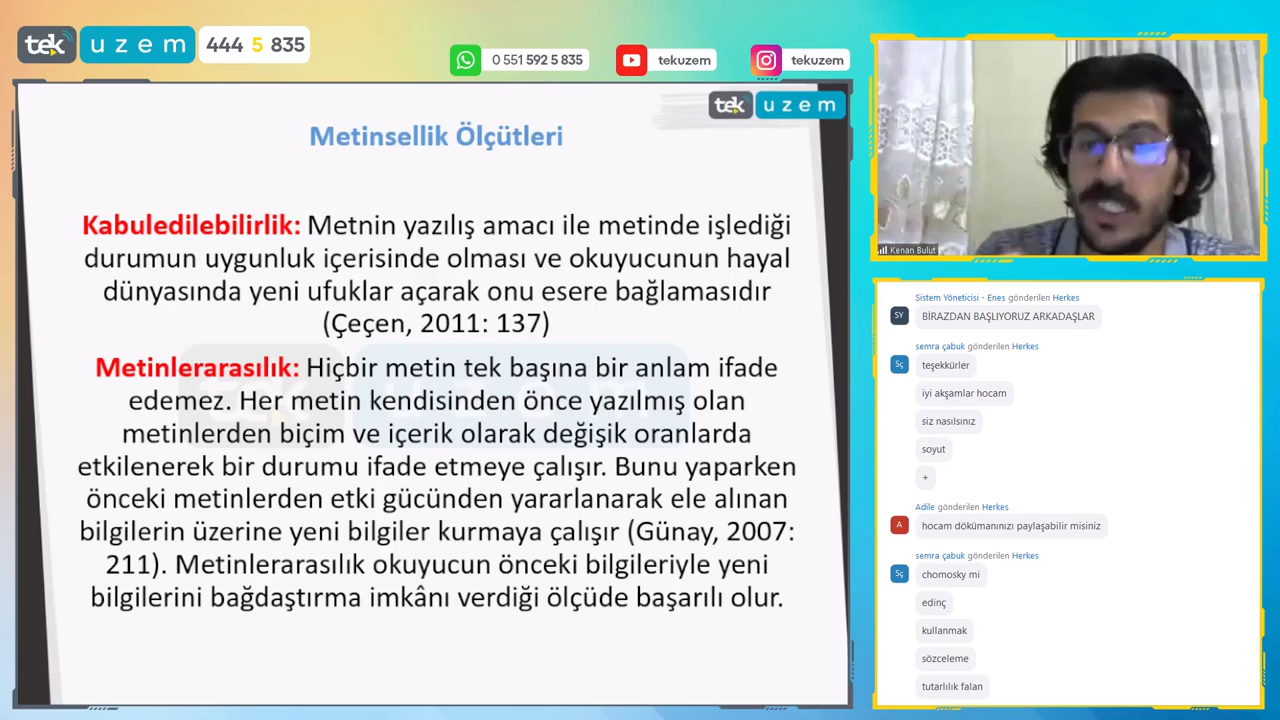 tek uzem 444 5 835
0 551 592 5 835
tekuzem
tekuzem
tek uzem
Metinsellik Ölçütleri
Kabuledilebilirlik: Metnin yazılış amacı ile metinde işlediği
durumun uygunluk içerisinde olması ve okuyucunun hayal
dünyasında yeni ufuklar açarak onu esere bağlamasıdır
(Çeçen, 2011: 137)
Metinlerarasılık: Hiçbir metin tek başına bir anlam ifade
edemez. Her metin kendisinden önce yazılmış olan
metinlerden biçim ve içerik olarak değişik oranlarda
etkilenerek bir durumu ifade etmeye çalışır. Bunu yaparken
önceki metinlerden etki gücünden yararlanarak ele alınan
bilgilerin üzerine yeni bilgiler kurmaya çalışır (Günay, 2007:
211). Metinlerarasılık okuyucun önceki bilgileriyle yeni
bilgilerini bağdaştırma imkânı verdiği ölçüde başarılı olur.
tek uzem
Kenan Bulut
Sistem Yöneticisi - Enes gönderilen Herkes
SY
BİRAZDAN BAŞLIYORUZ ARKADAŞLAR
semra çabuk gönderilen Herkes
Sç
teşekkürler
iyi akşamlar hocam
siz nasılsınız
soyut
+
Adile gönderilen Herkes
A
hocam dökümanınızı paylaşabilir misiniz
semra çabuk gönderilen Herkes
Sç
chomosky mi
edinç
kullanmak
sözceleme
tutarlılık falan